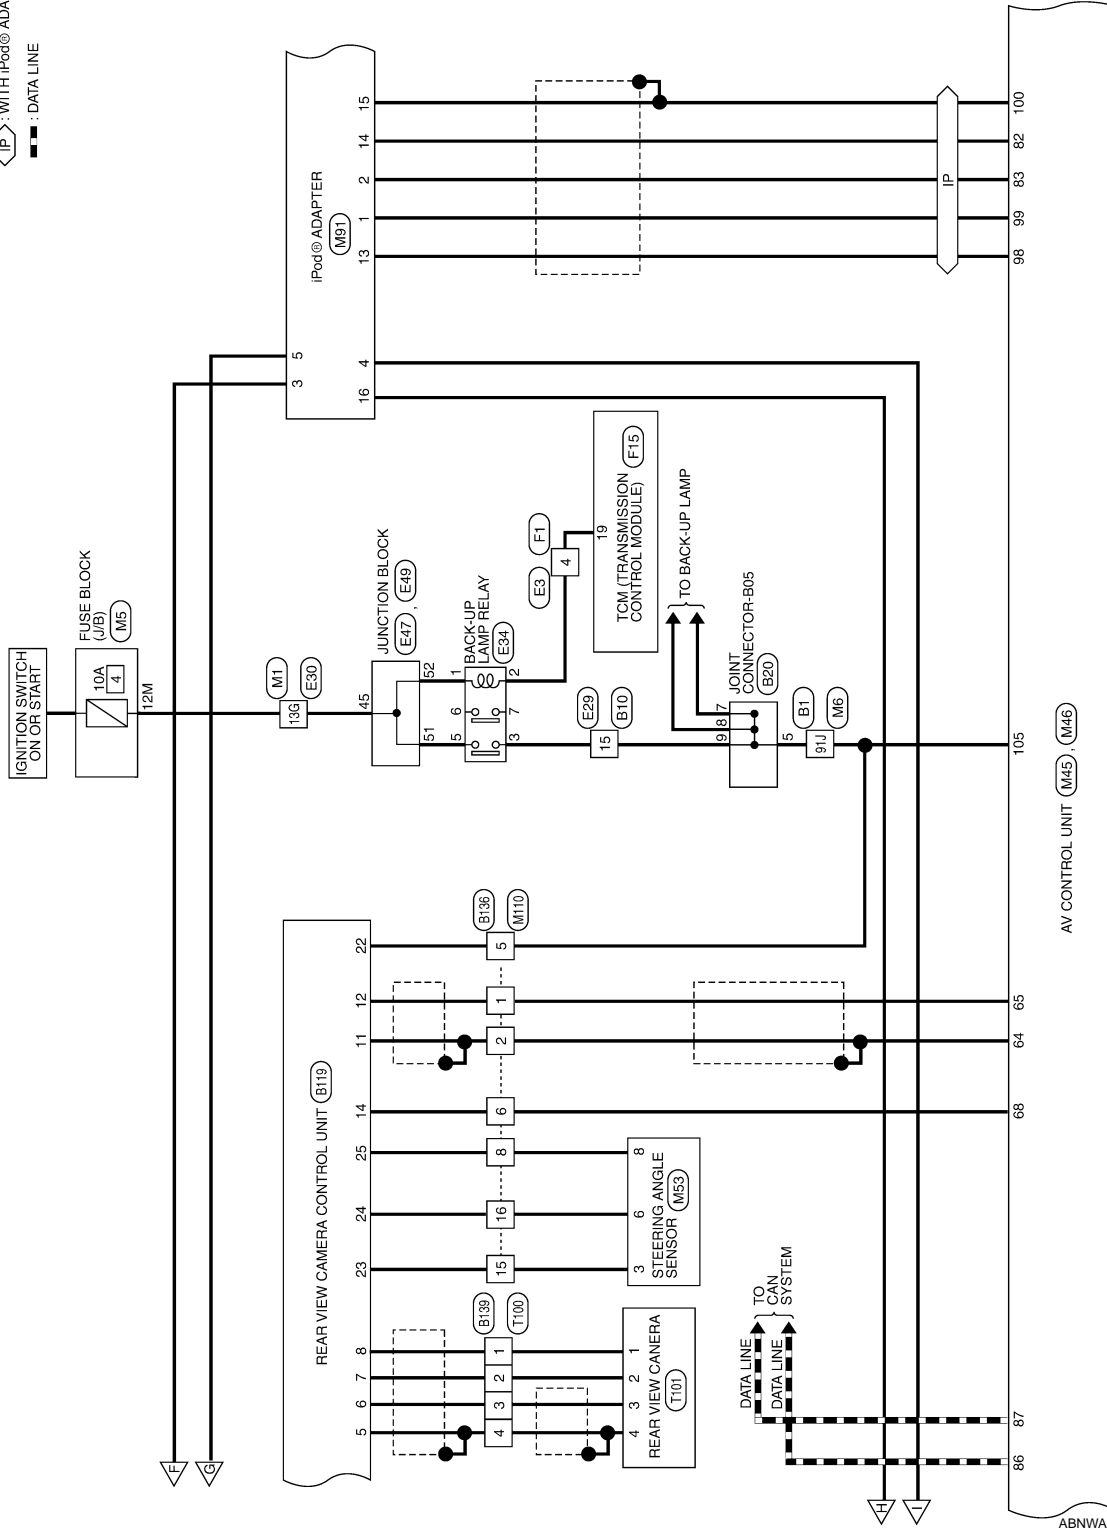 IP : WITH iPod® ADA
: DATA LINE
IGNITION SWITCH
ON OR START
FUSE BLOCK
(J/B)
M5
10A
4
12M
F
G
M1
E30
13G
JUNCTION BLOCK
E47 , E49
45
51
52
BACK-UP
LAMP RELAY
E34
5
6
1
3
7
2
E3
F1
4
TCM (TRANSMISSION
CONTROL MODULE)
F15
19
E29
B10
15
TO BACK-UP LAMP
JOINT
CONNECTOR-B05
B20
9
8
7
5
B1
M6
91J
iPod® ADAPTER
M91
3
5
16
4
13
1
2
14
15
IP
98
99
83
82
100
105
AV CONTROL UNIT M45 , M46
REAR VIEW CAMERA CONTROL UNIT B119
5
6
7
8
23
24
25
14
11
12
22
B136
M110
15
16
8
6
2
1
5
B139
T100
4
3
2
1
STEERING ANGLE
SENSOR M53
3
6
8
REAR VIEW CAMERA
T101
4
3
2
1
TO
CAN
SYSTEM
DATA LINE
DATA LINE
86
87
68
64
65
H
I
ABNWA